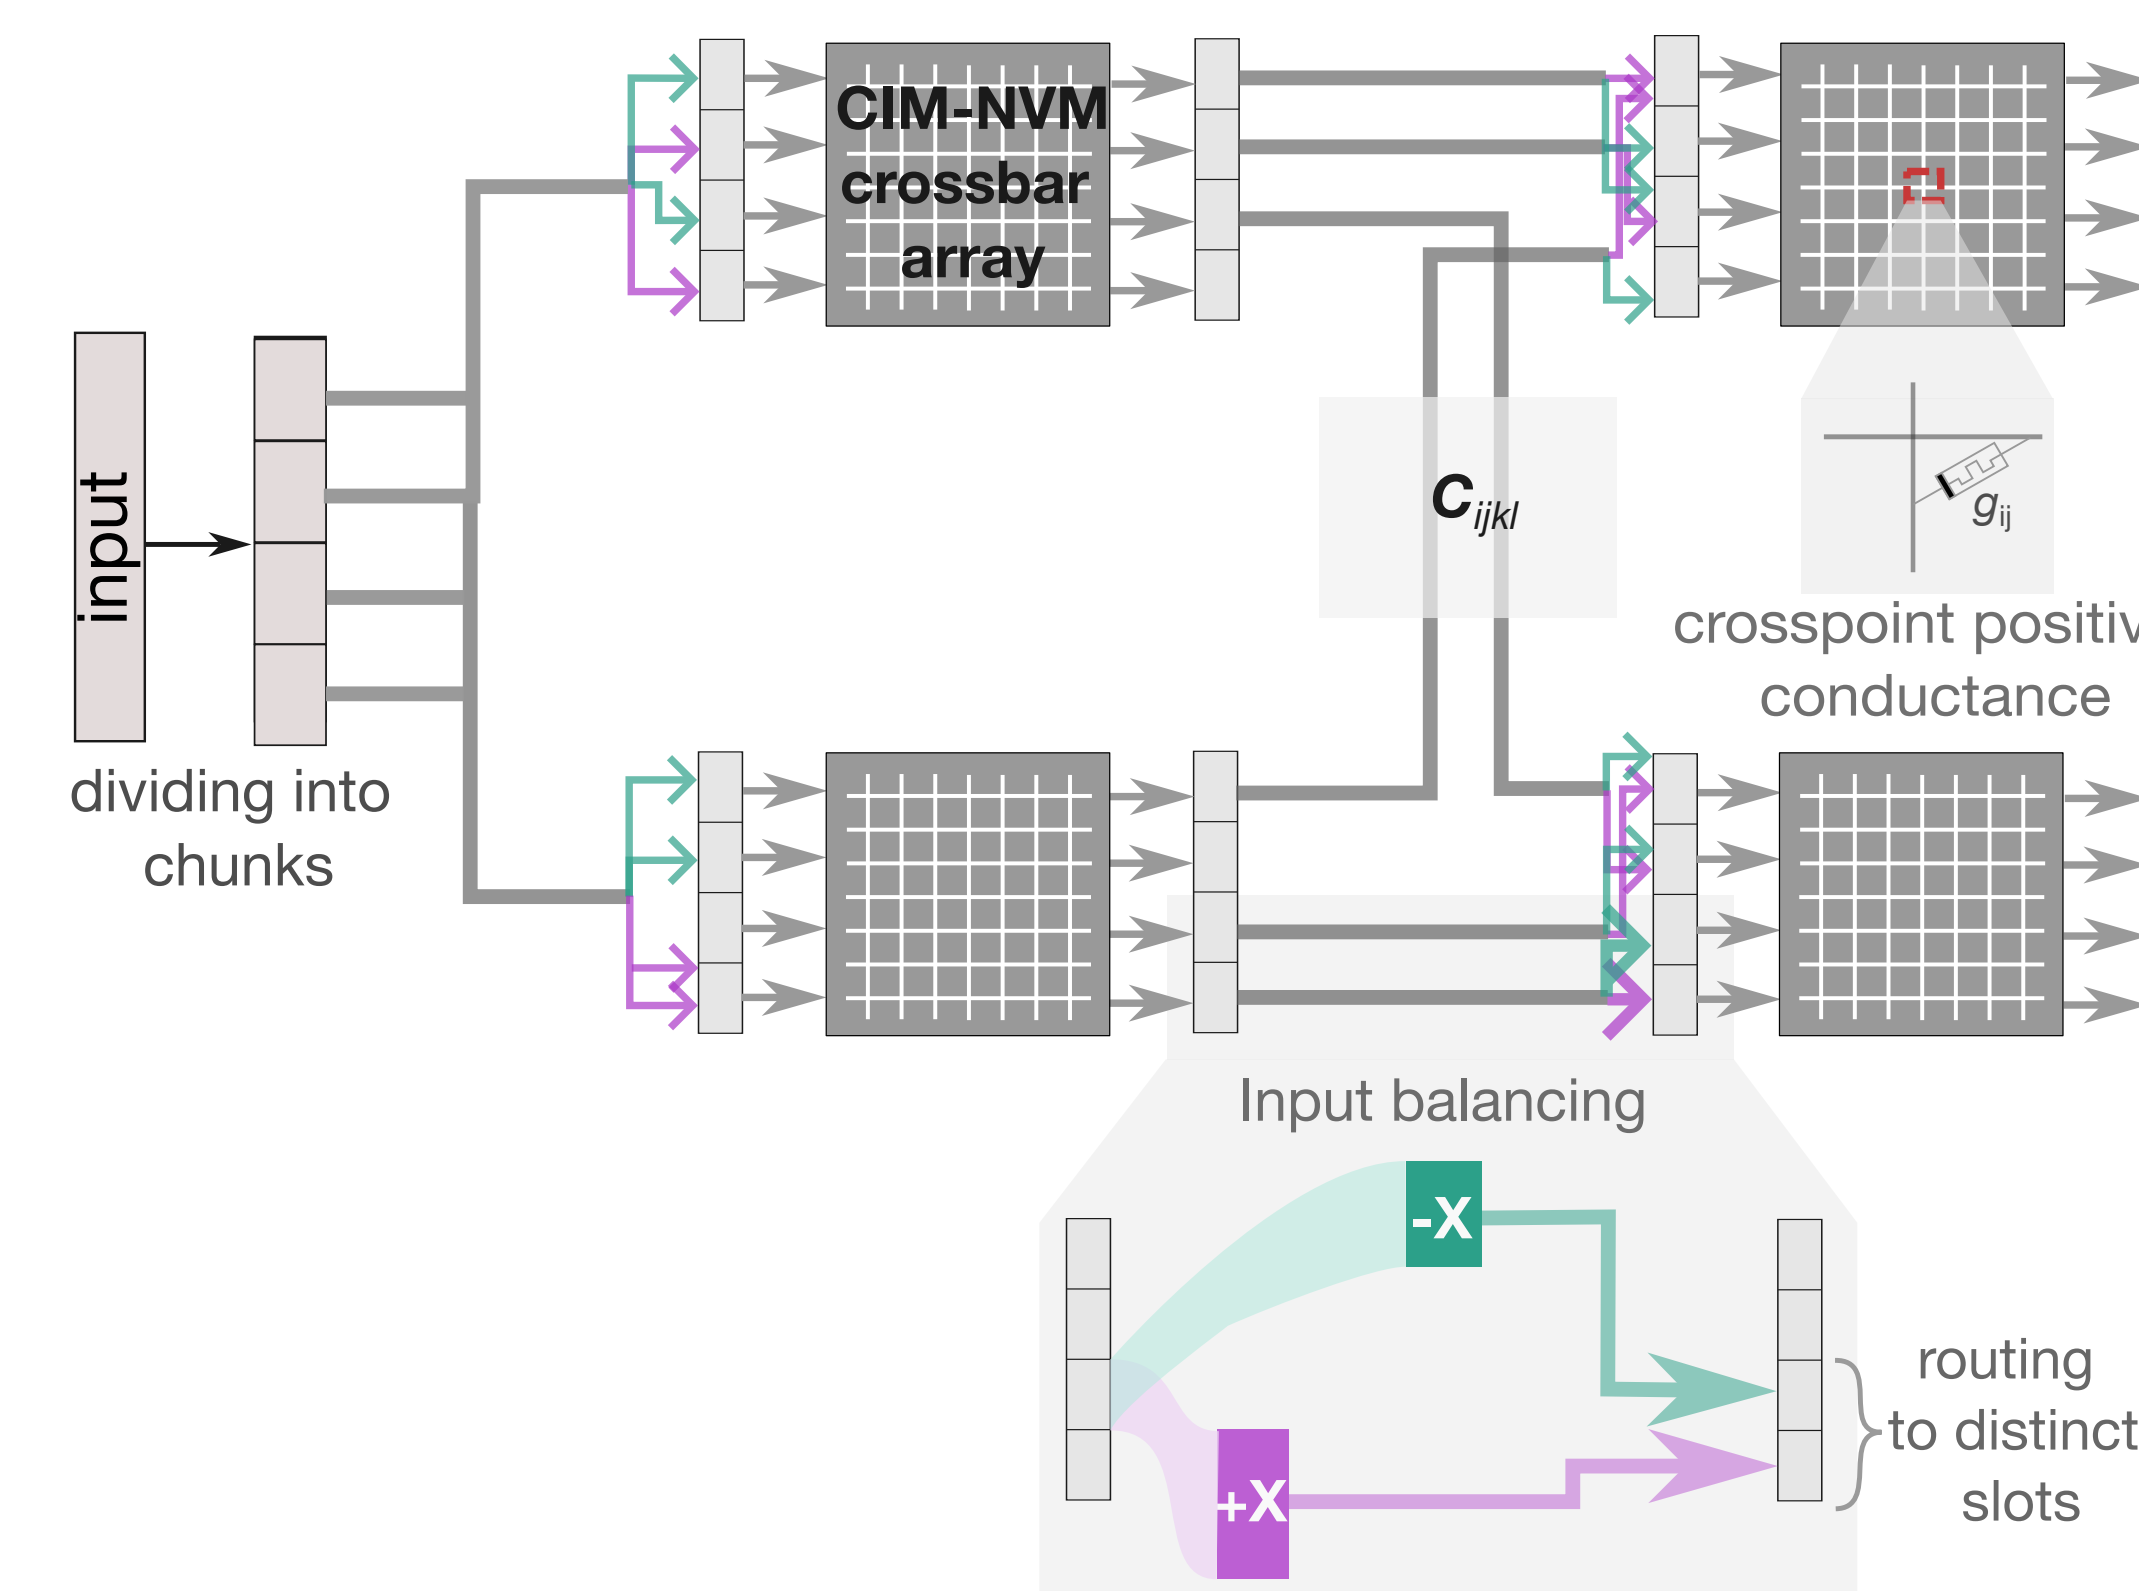 CIM-NVM
crossbar
array
input
dividing into
chunks
C_ijkl
g_ij
crosspoint positiv
conductance
Input balancing
-X
+X
routing
to distinct
slots